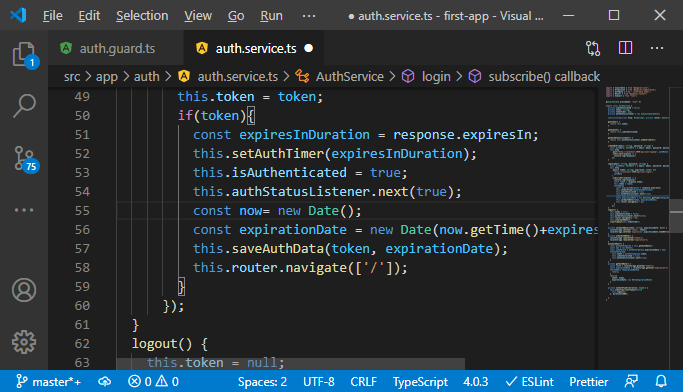 File Edit Selection View Go Run ··· ● auth.service.ts - first-app - Visual ...
auth.guard.ts auth.service.ts ●
src > app > auth > auth.service.ts > AuthService > login > subscribe() callback
49 this.token = token;
50 if(token){
51 const expiresInDuration = response.expiresIn;
52 this.setAuthTimer(expiresInDuration);
53 this.isAuthenticated = true;
54 this.authStatusListener.next(true);
55 const now= new Date();
56 const expirationDate = new Date(now.getTime()+expires
57 this.saveAuthData(token, expirationDate);
58 this.router.navigate(['/']);
59 }
60 });
61 }
62 logout() {
63 this.token = null;
1
75
master*+ 0 0 Spaces: 2 UTF-8 CRLF TypeScript 4.0.3 ESLint Prettier